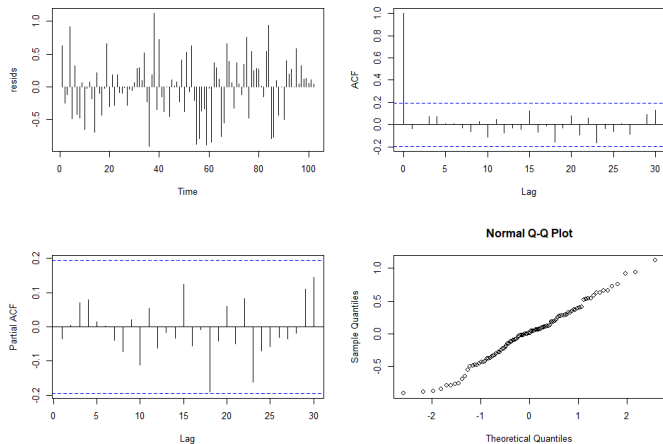 resids
1.0
0.5
0.0
-0.5
0 20 40 60 80 100
Time
ACF
1.0
0.8
0.6
0.4
0.2
0.0
-0.2
0 5 10 15 20 25 30
Lag
Partial ACF
0.2
0.1
0.0
-0.1
-0.2
0 5 10 15 20 25 30
Lag
Normal Q-Q Plot
Sample Quantiles
1.0
0.5
0.0
-0.5
-2 -1 0 1 2
Theoretical Quantiles